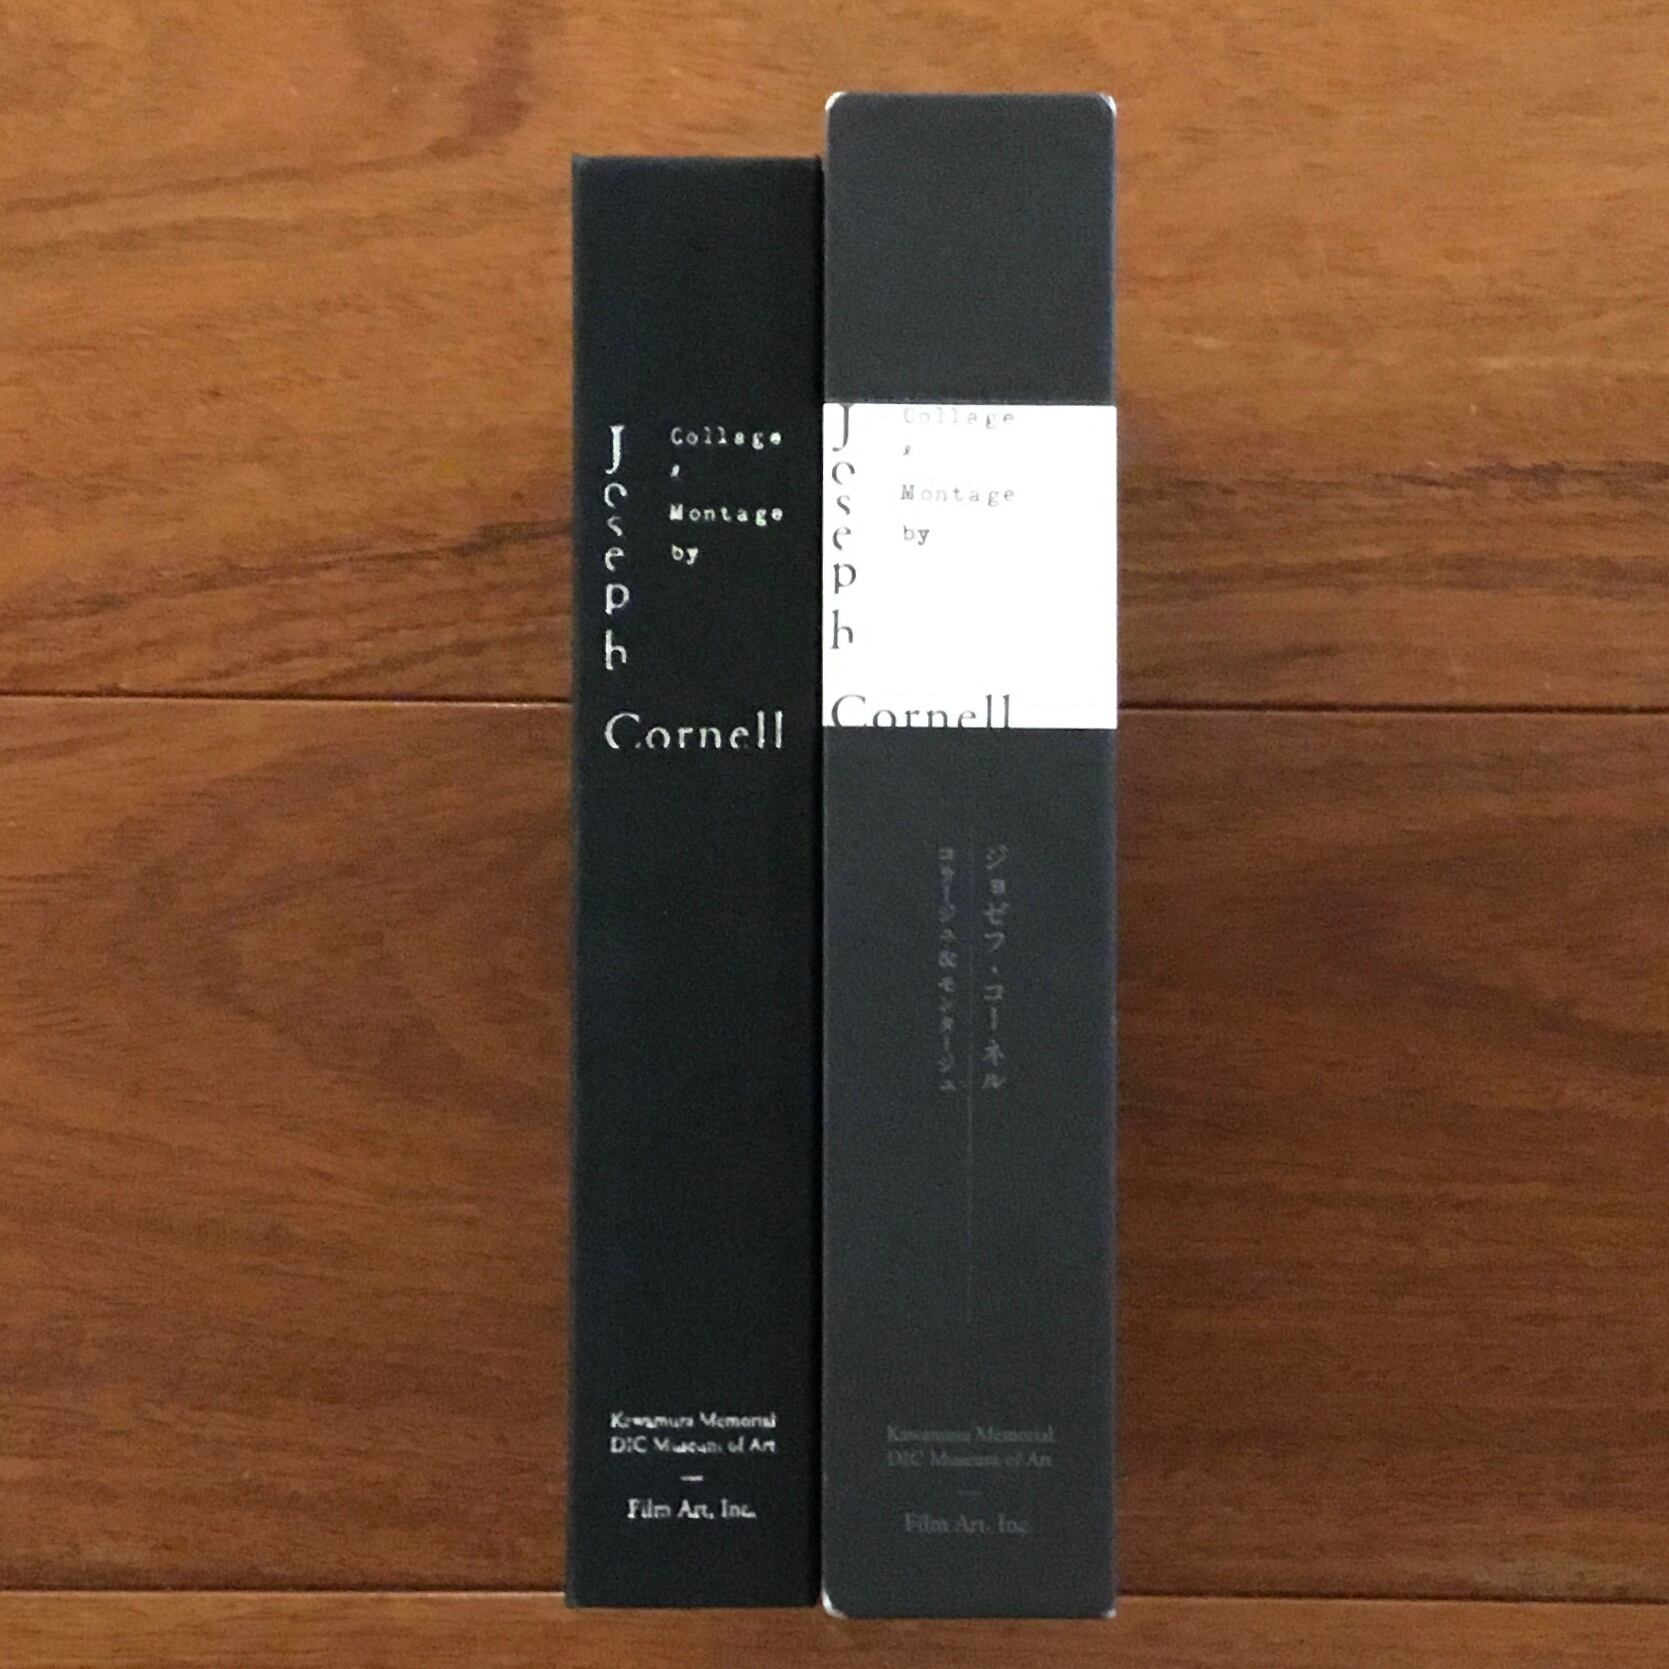 Joseph
Collage
,
Montage
by
Cornell
Kawamura Memorial
DIC Museum of Art
—
Film Art, Inc.
Joseph
Collage
,
Montage
by
Cornell
ジョゼフ・コーネル
コラージュ&モンタージュ
Kawamura Memorial
DIC Museum of Art
—
Film Art, Inc.